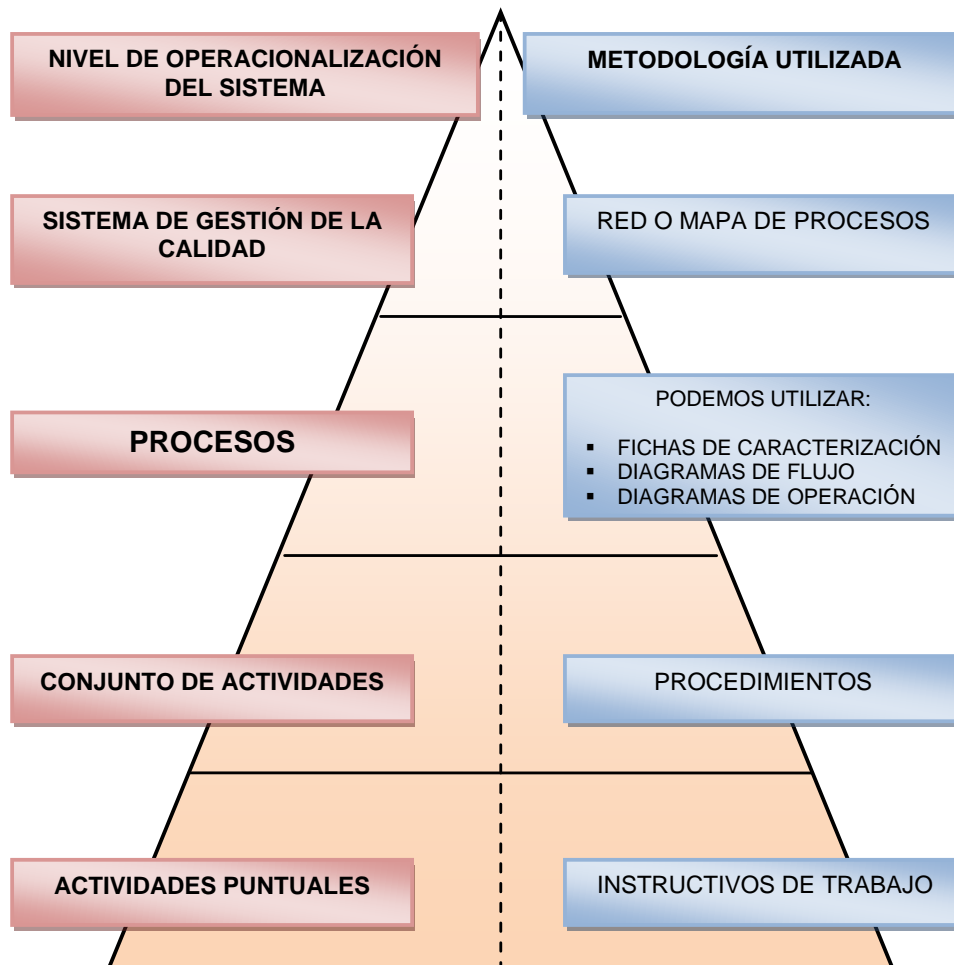 NIVEL DE OPERACIONALIZACIÓN
DEL SISTEMA
METODOLOGÍA UTILIZADA
SISTEMA DE GESTIÓN DE LA
CALIDAD
RED O MAPA DE PROCESOS
PROCESOS
PODEMOS UTILIZAR:
▪ FICHAS DE CARACTERIZACIÓN
▪ DIAGRAMAS DE FLUJO
▪ DIAGRAMAS DE OPERACIÓN
CONJUNTO DE ACTIVIDADES
PROCEDIMIENTOS
ACTIVIDADES PUNTUALES
INSTRUCTIVOS DE TRABAJO